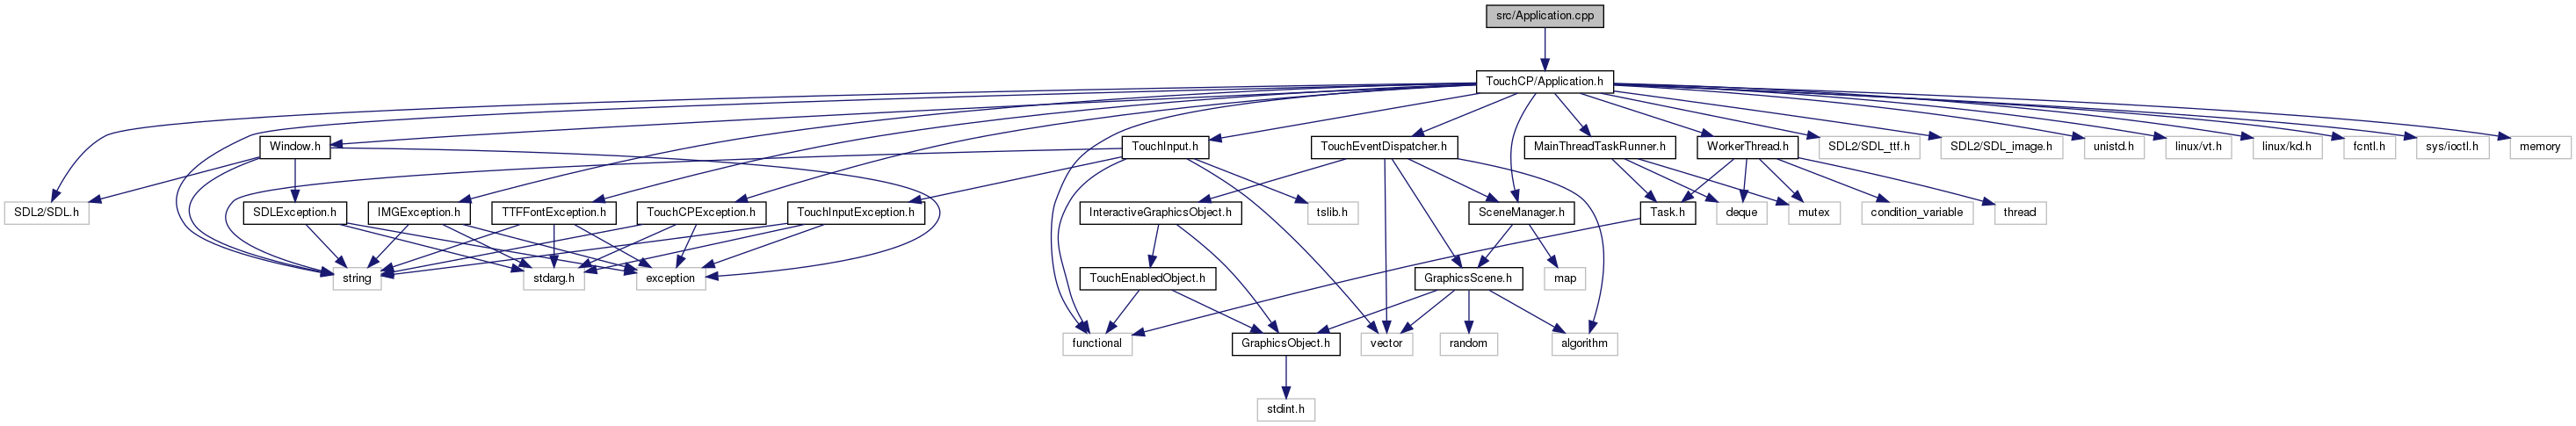 src/Application.cpp
TouchCP/Application.h
Window.h
TouchInput.h
TouchEventDispatcher.h
MainThreadTaskRunner.h
WorkerThread.h
SDL2/SDL_ttf.h
SDL2/SDL_image.h
unistd.h
linux/vt.h
linux/kd.h
fcntl.h
sys/ioctl.h
memory
SDL2/SDL.h
SDLException.h
IMGException.h
TTFFontException.h
TouchCPException.h
TouchInputException.h
InteractiveGraphicsObject.h
tslib.h
SceneManager.h
Task.h
deque
mutex
condition_variable
thread
string
stdarg.h
exception
TouchEnabledObject.h
GraphicsScene.h
map
functional
GraphicsObject.h
vector
random
algorithm
stdint.h